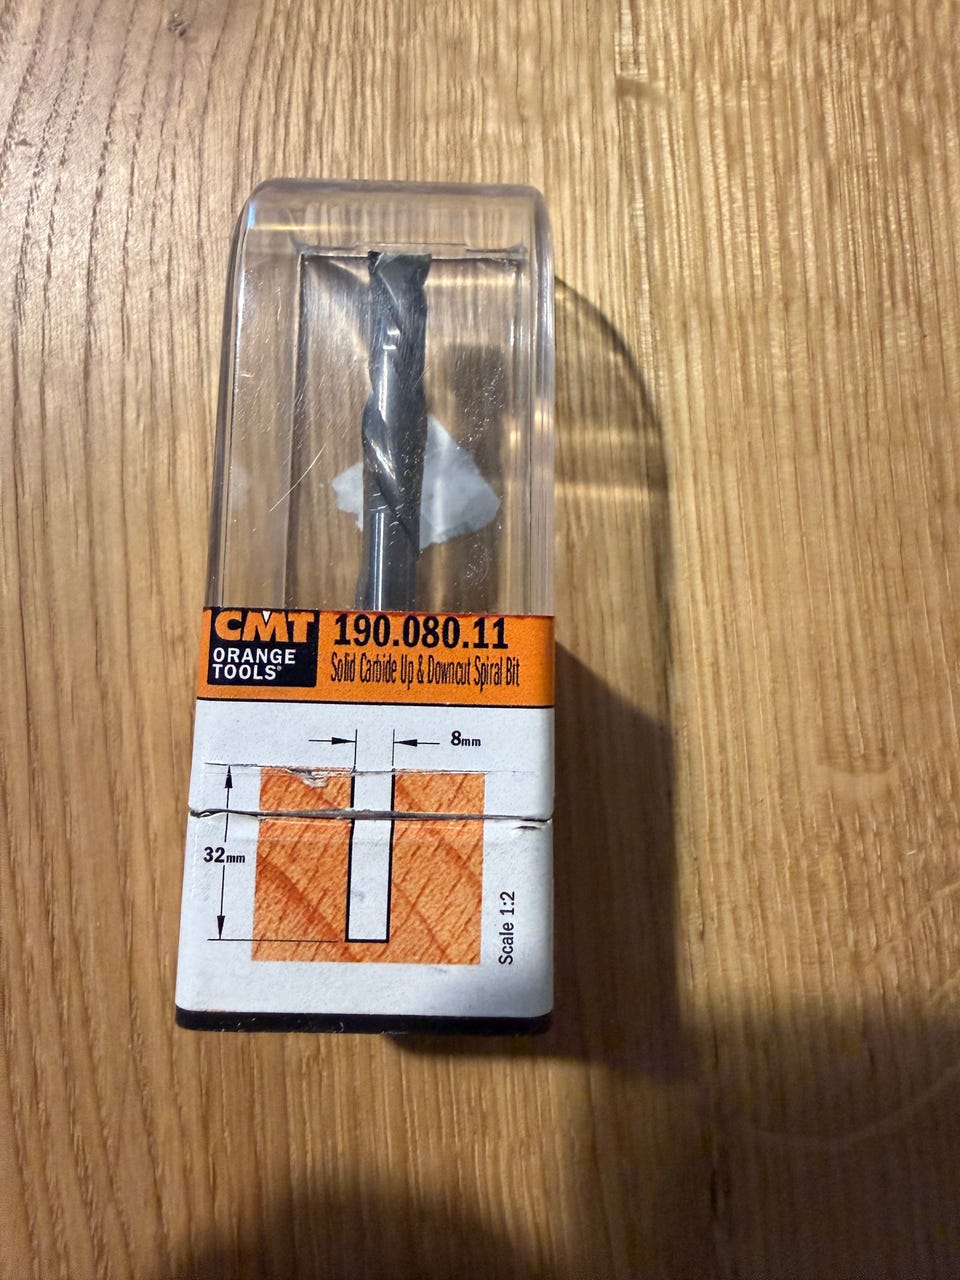 CMT
ORANGE
TOOLS®
190.080.11
Solid Carbide Up & Downcut Spiral Bit
8mm
32mm
Scale 1:2